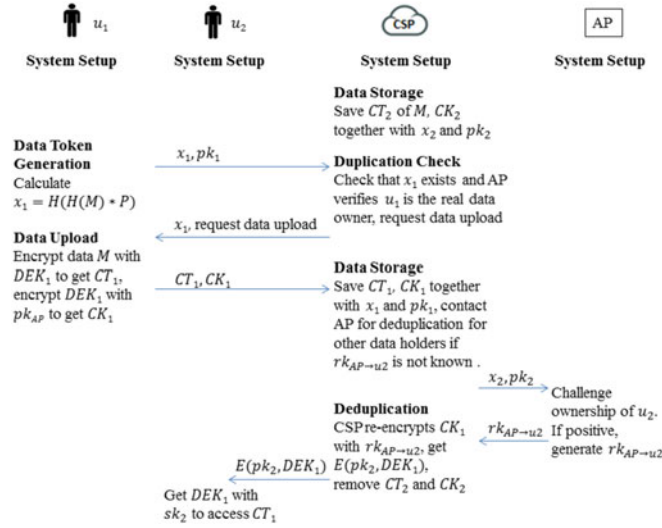 u₁ u₂ CSP AP
System Setup System Setup System Setup System Setup
Data Storage
Save CT₂ of M, CK₂
together with x₂ and pk₂
Data Token
Generation
Calculate
x₁ = H(H(M) * P)
x₁, pk₁
Duplication Check
Check that x₁ exists and AP
verifies u₁ is the real data
owner, request data upload
x₁, request data upload
Data Upload
Encrypt data M with
DEK₁ to get CT₁,
encrypt DEK₁ with
pk_AP to get CK₁
CT₁, CK₁
Data Storage
Save CT₁, CK₁ together
with x₁ and pk₁, contact
AP for deduplication for
other data holders if
rk_AP→u2 is not known .
x₂, pk₂
Challenge
ownership of u₂.
If positive,
generate rk_AP→u2
rk_AP→u2
Deduplication
CSP re-encrypts CK₁
with rk_AP→u2, get
E(pk₂, DEK₁),
remove CT₂ and CK₂
E(pk₂, DEK₁)
Get DEK₁ with
sk₂ to access CT₁